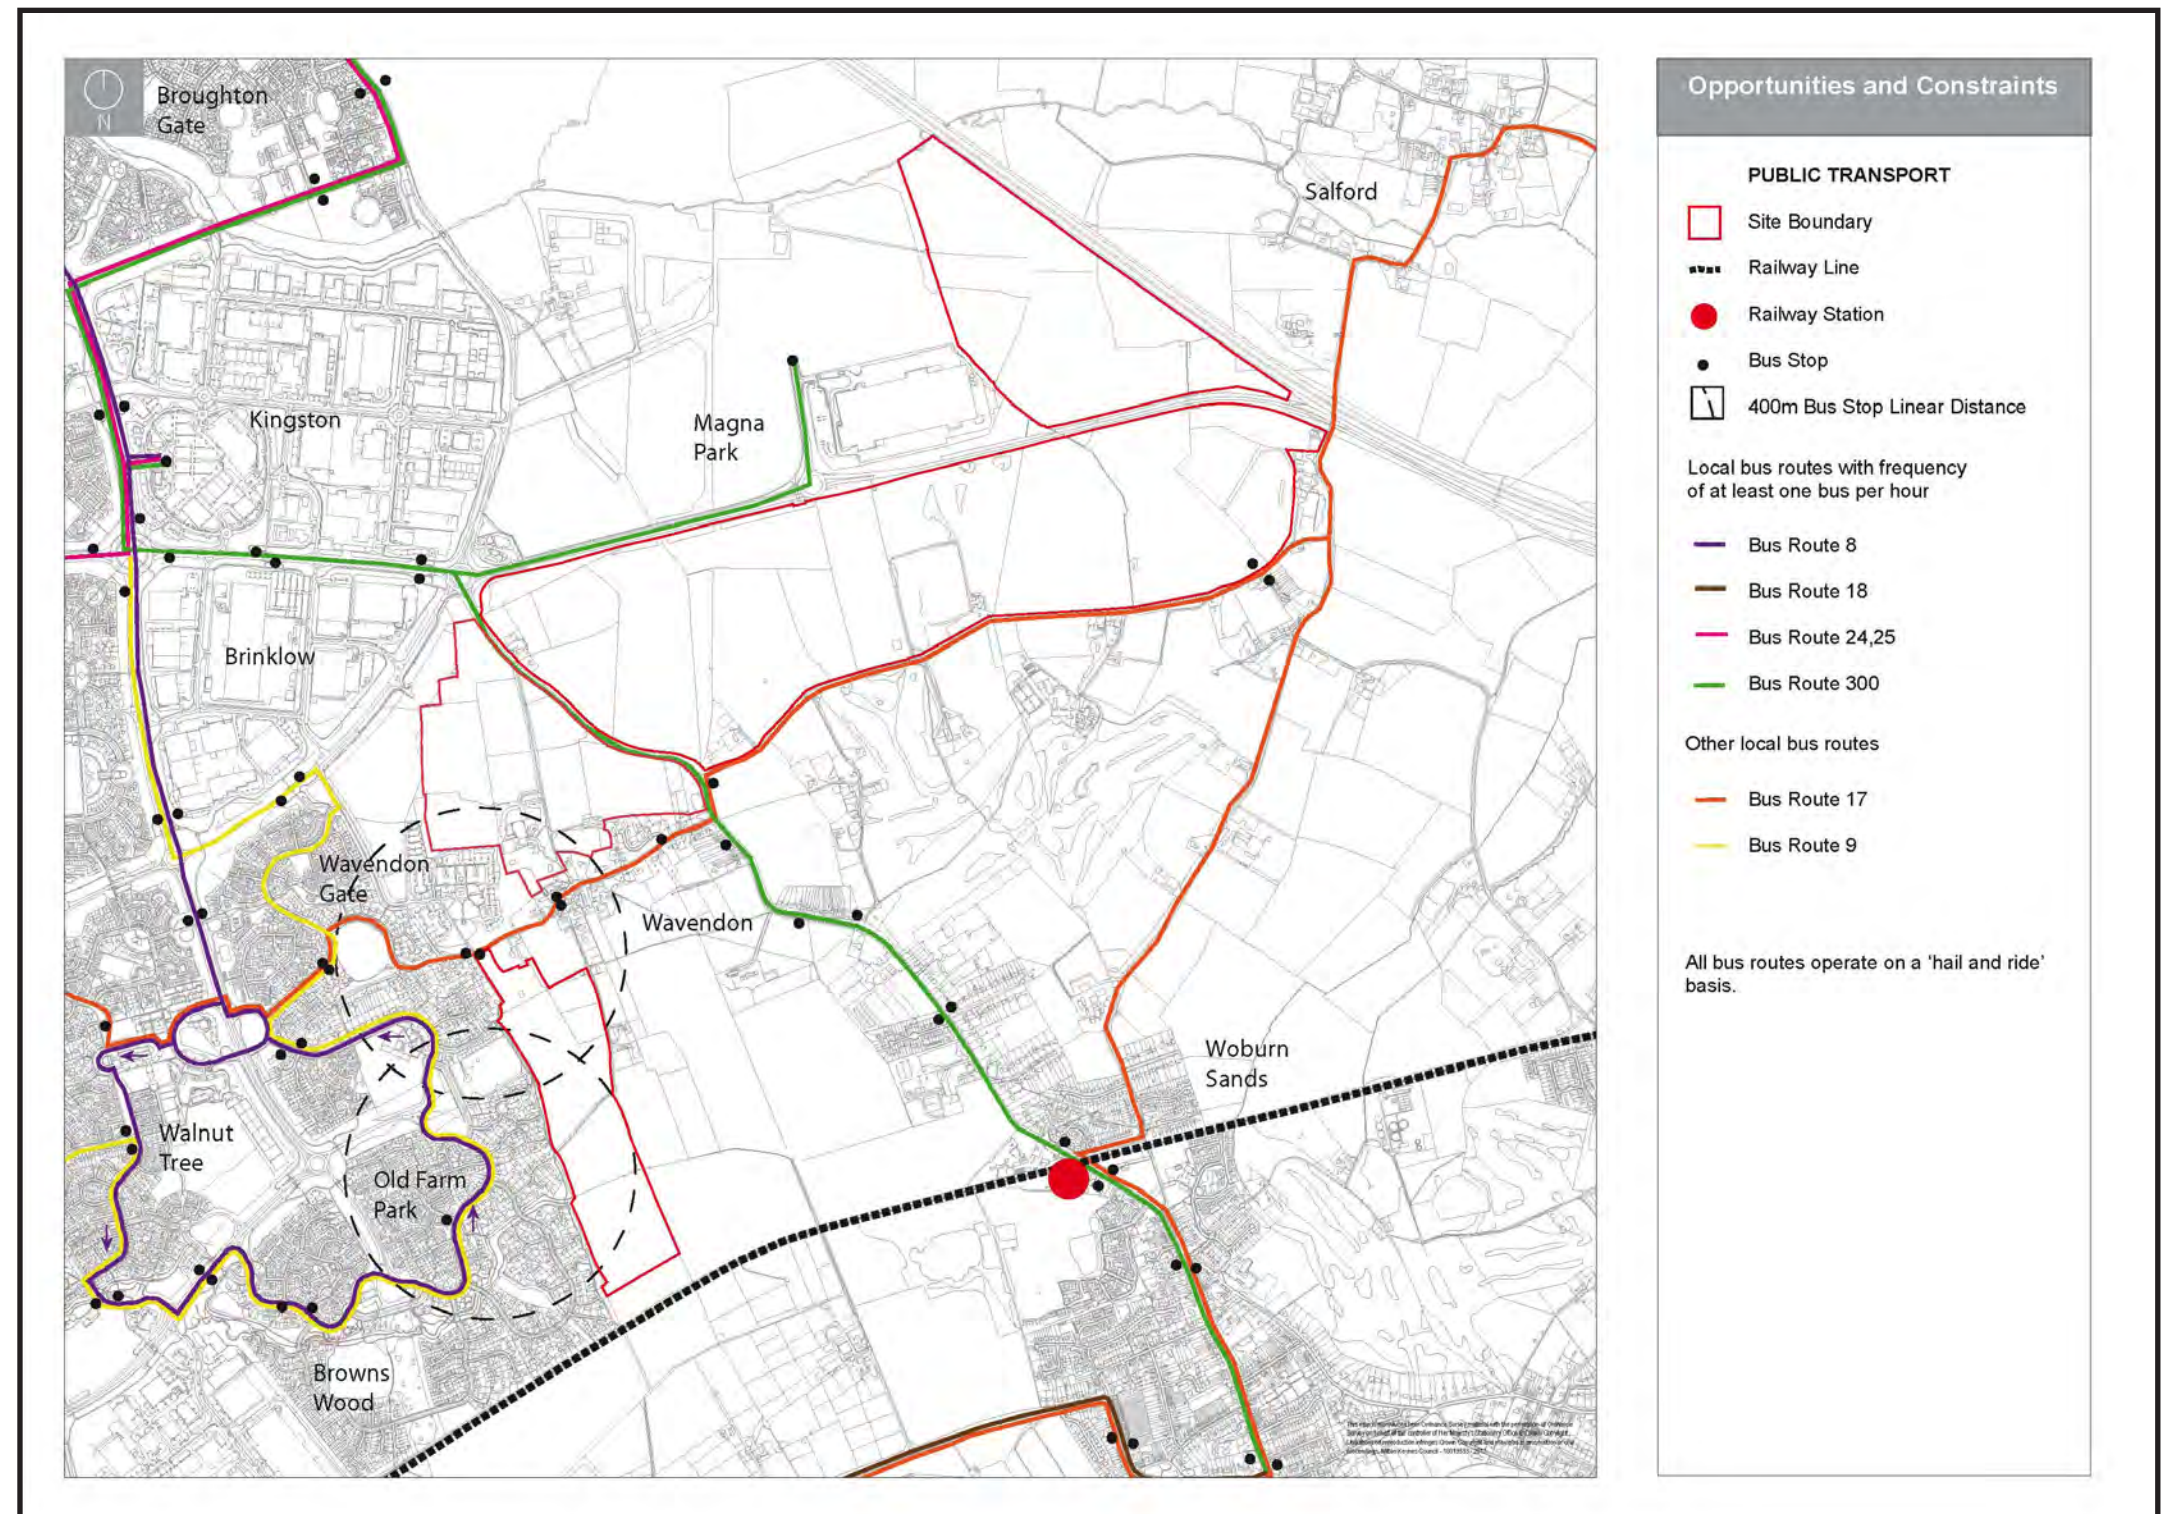 Broughton
Gate
N
Salford
Kingston
Magna
Park
Brinklow
Wavendon
Gate
Wavendon
Woburn
Sands
Walnut
Tree
Old Farm
Park
Browns
Wood
Opportunities and Constraints
PUBLIC TRANSPORT
Site Boundary
Railway Line
Railway Station
Bus Stop
400m Bus Stop Linear Distance
Local bus routes with frequency
of at least one bus per hour
Bus Route 8
Bus Route 18
Bus Route 24,25
Bus Route 300
Other local bus routes
Bus Route 17
Bus Route 9
All bus routes operate on a 'hail and ride'
basis.